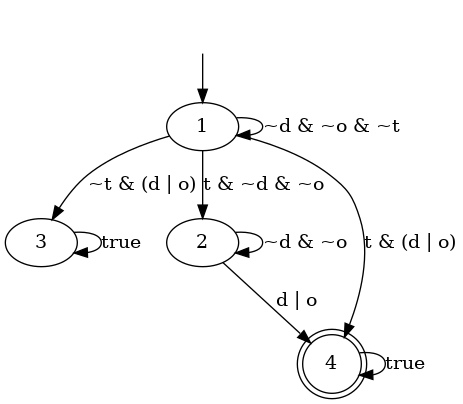 1
~d & ~o & ~t
~t & (d | o)
t & ~d & ~o
3
true
2
~d & ~o
t & (d | o)
d | o
4
true